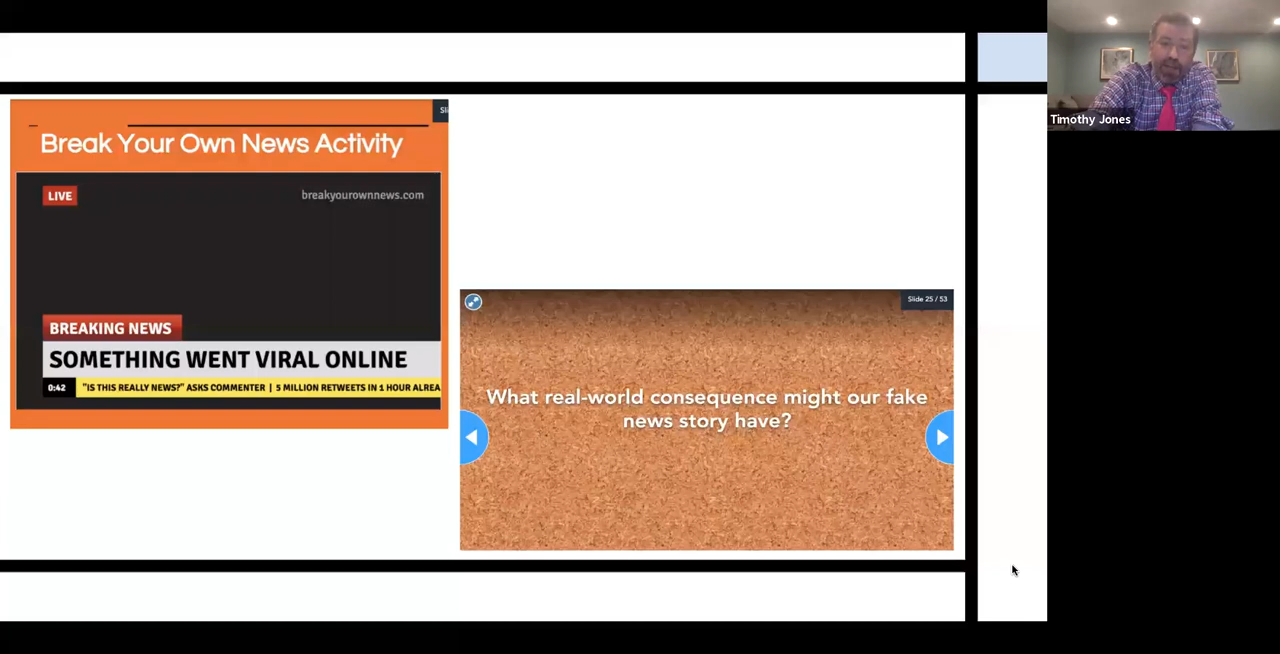 Timothy Jones
Sli
Break Your Own News Activity
LIVE
breakyourownnews.com
BREAKING NEWS
SOMETHING WENT VIRAL ONLINE
0:42 "IS THIS REALLY NEWS?" ASKS COMMENTER | 5 MILLION RETWEETS IN 1 HOUR ALREA
Slide 25 / 53
What real-world consequence might our fake
news story have?